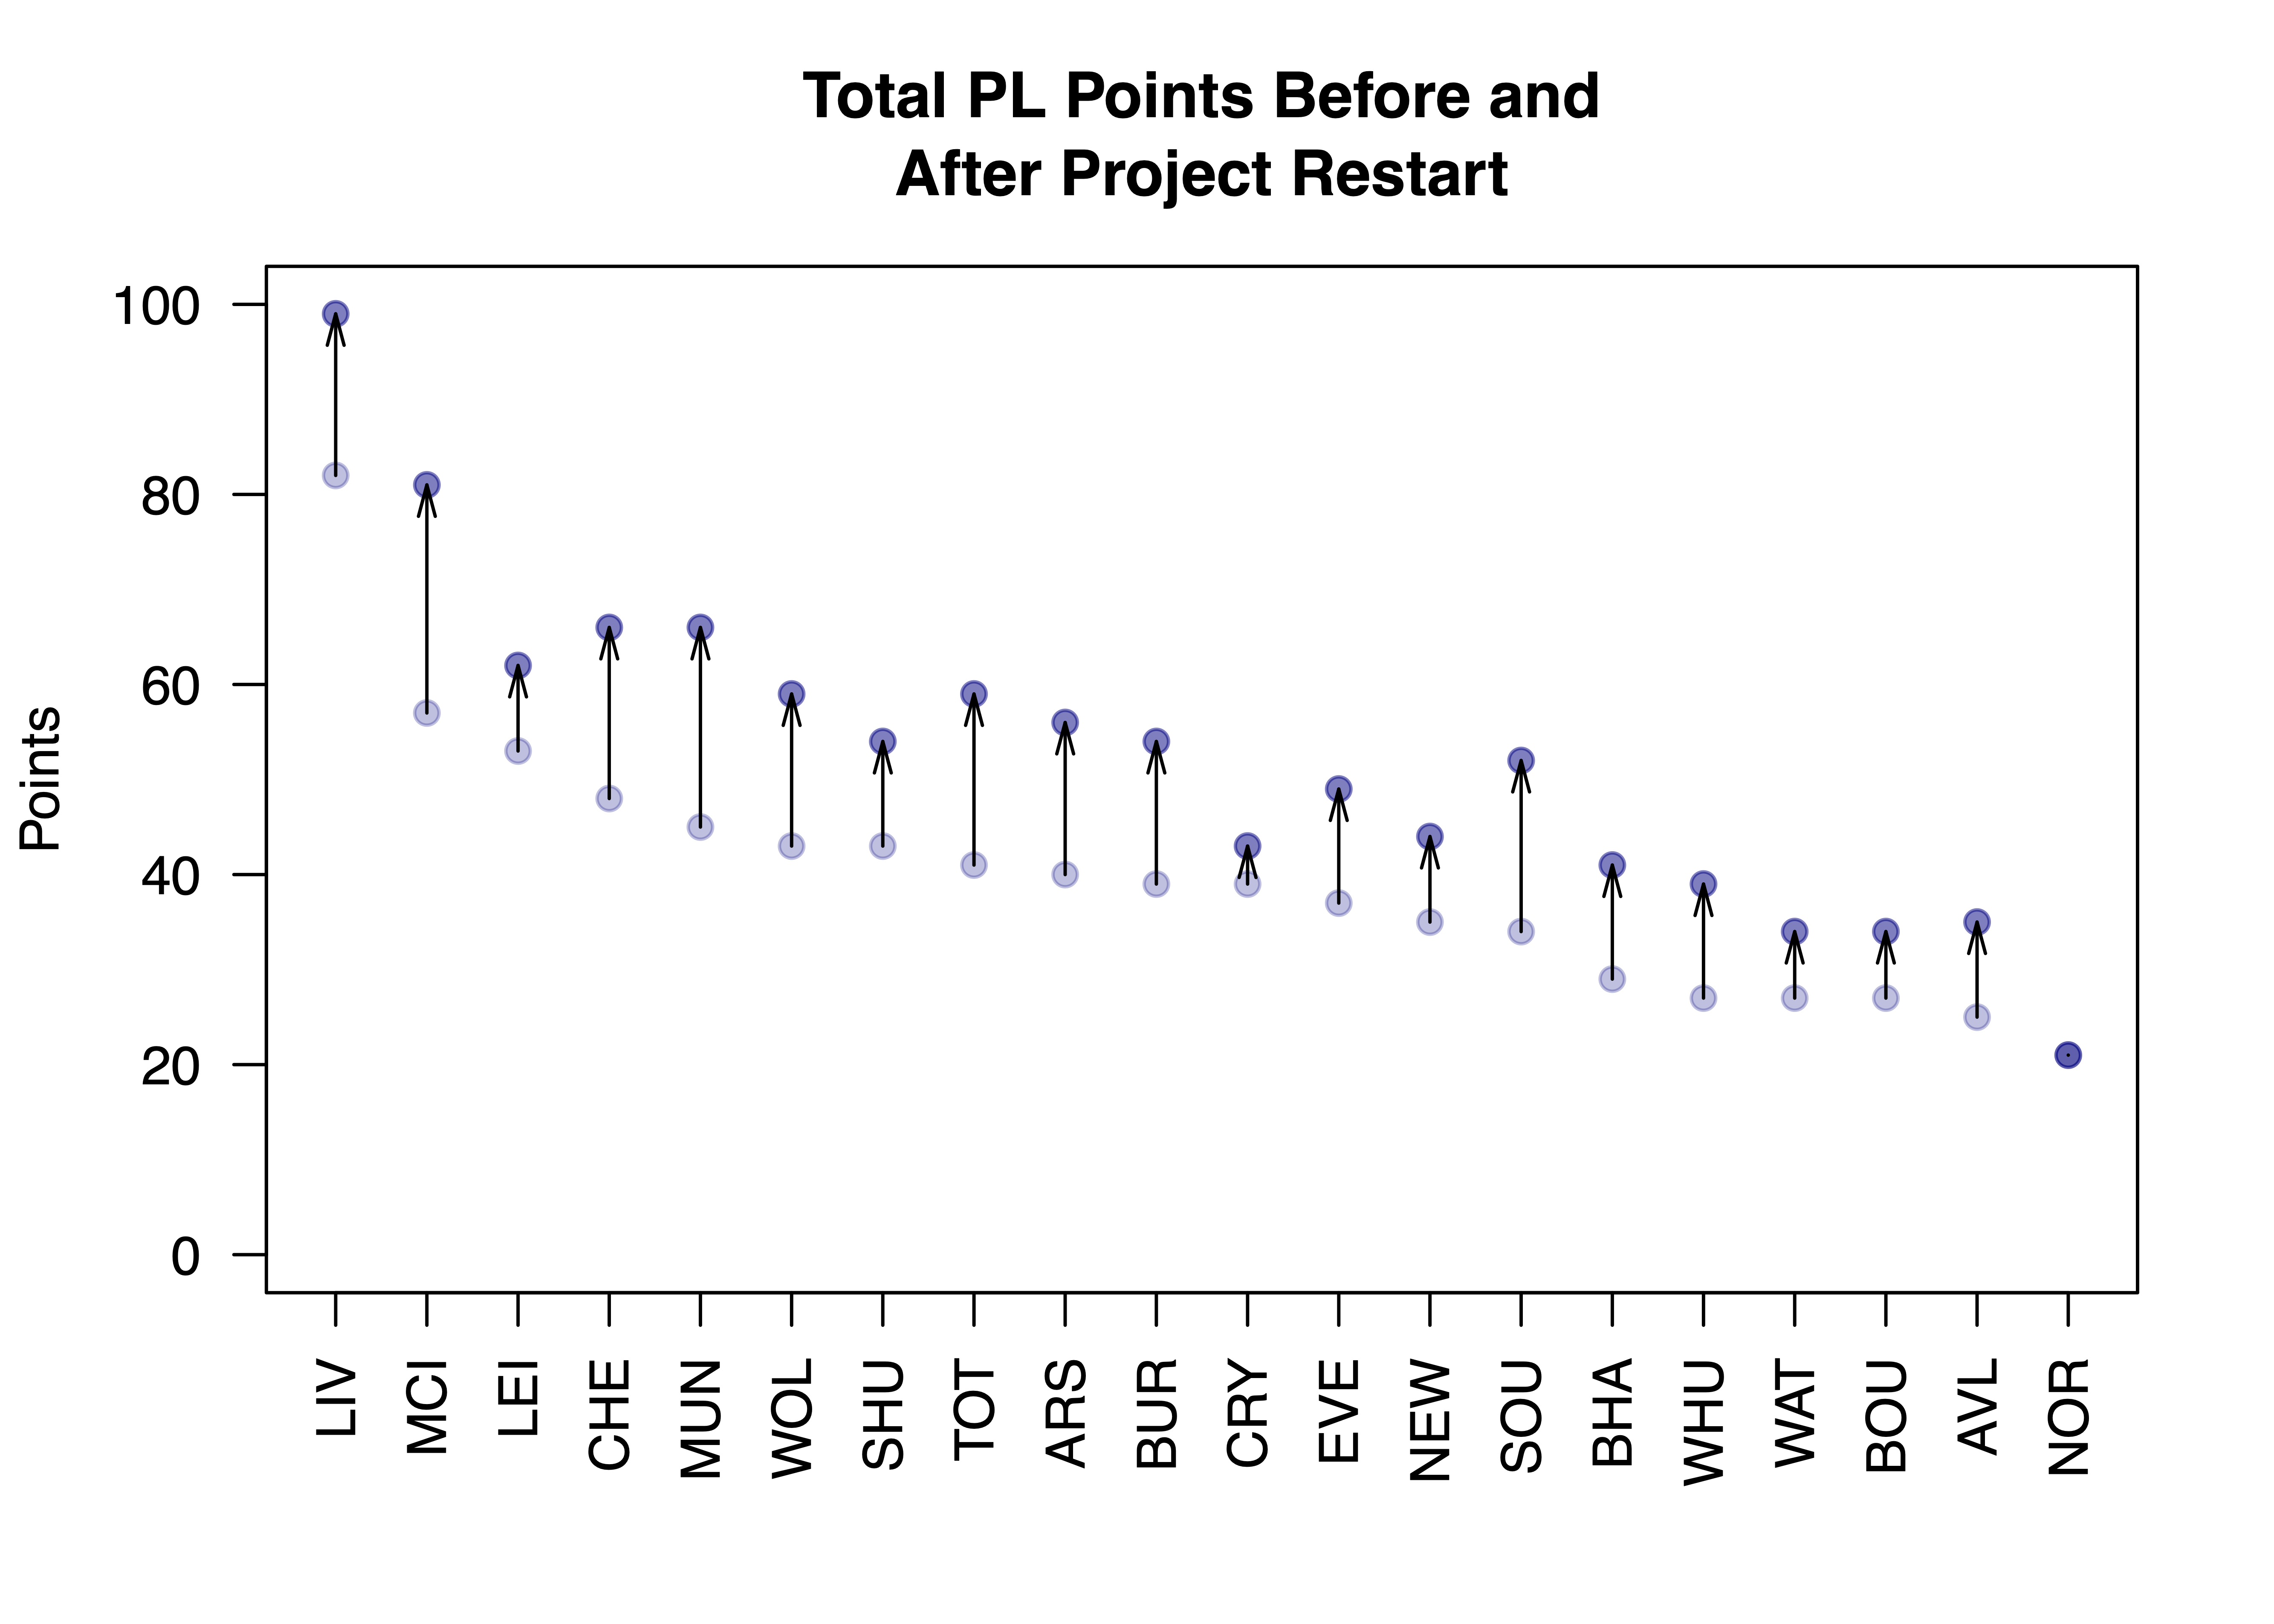 Total PL Points Before and
After Project Restart
Points
100
80
60
40
20
0
LIV
MCI
LEI
CHE
MUN
WOL
SHU
TOT
ARS
BUR
CRY
EVE
NEW
SOU
BHA
WHU
WAT
BOU
AVL
NOR